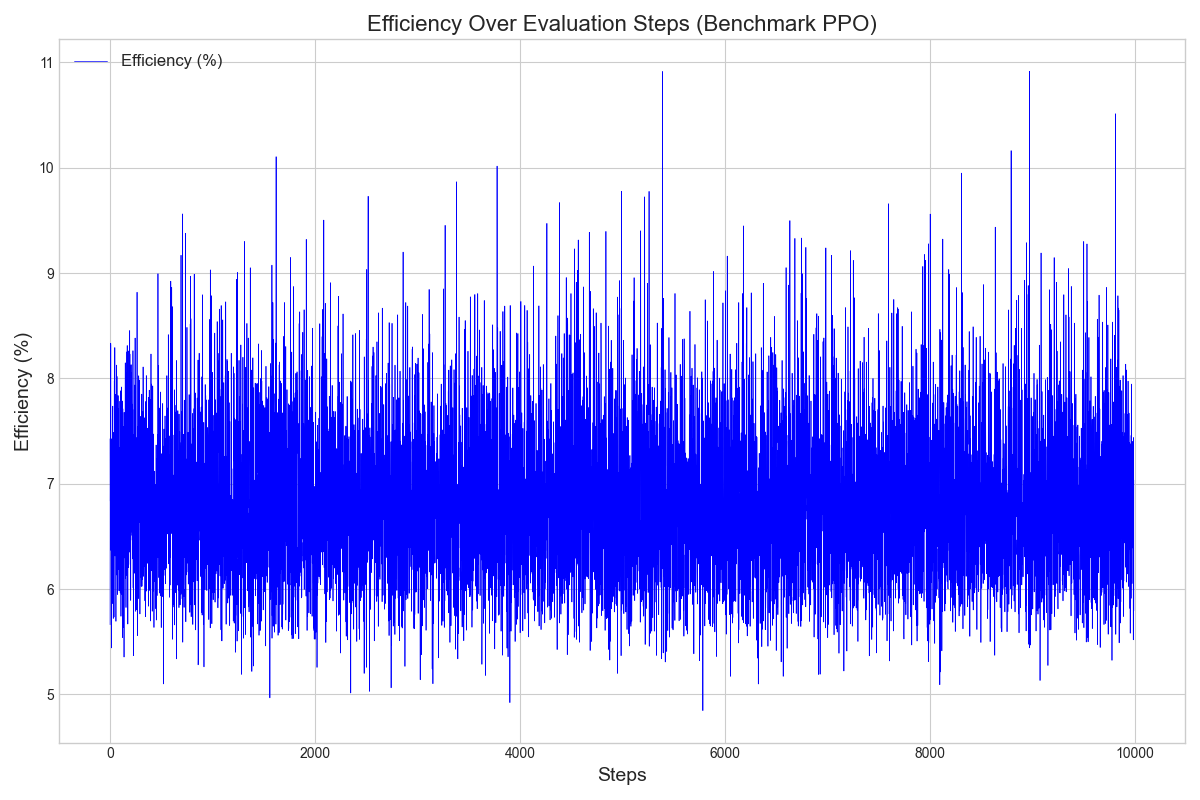 Efficiency Over Evaluation Steps (Benchmark PPO)
Efficiency (%)
11
10
9
8
7
6
5
Efficiency (%)
0 2000 4000 6000 8000 10000
Steps